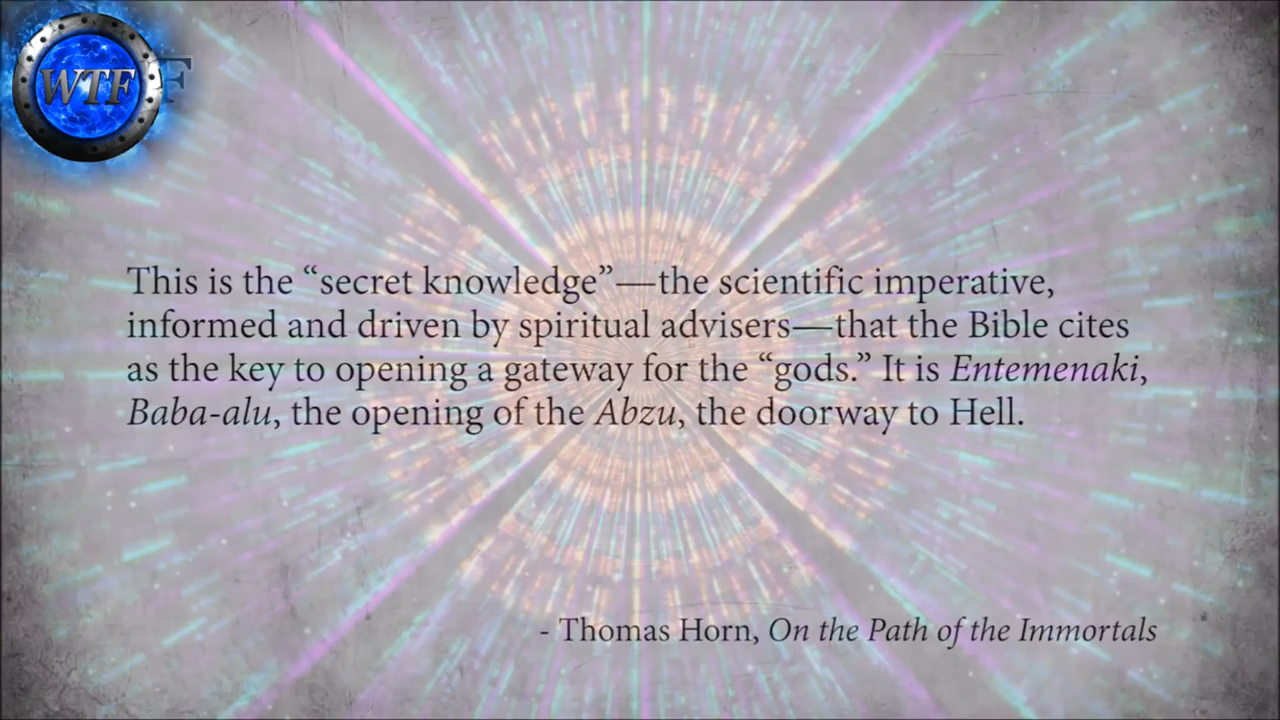 WTF
F
This is the “secret knowledge”—the scientific imperative,
informed and driven by spiritual advisers—that the Bible cites
as the key to opening a gateway for the “gods.” It is Entemenaki,
Baba-alu, the opening of the Abzu, the doorway to Hell.
- Thomas Horn, On the Path of the Immortals